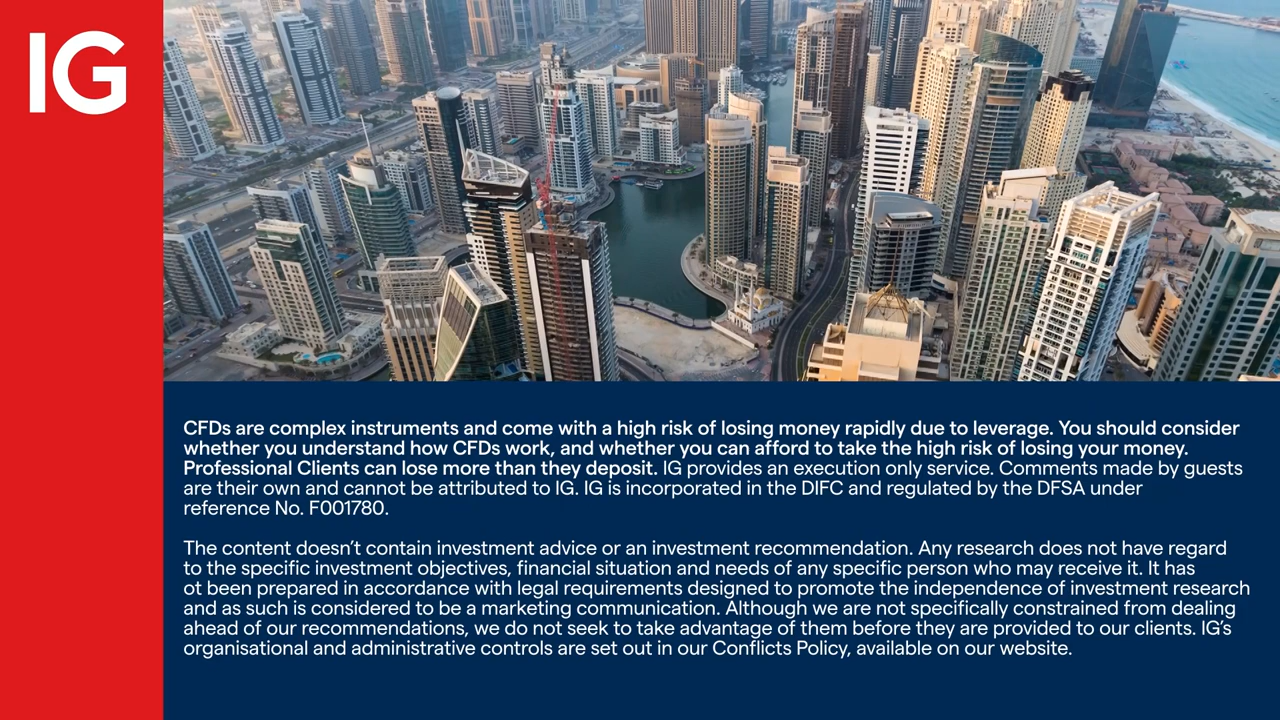 IG
CFDs are complex instruments and come with a high risk of losing money rapidly due to leverage. You should consider
whether you understand how CFDs work, and whether you can afford to take the high risk of losing your money.
Professional Clients can lose more than they deposit. IG provides an execution only service. Comments made by guests
are their own and cannot be attributed to IG. IG is incorporated in the DIFC and regulated by the DFSA under
reference No. F001780.
The content doesn't contain investment advice or an investment recommendation. Any research does not have regard
to the specific investment objectives, financial situation and needs of any specific person who may receive it. It has
ot been prepared in accordance with legal requirements designed to promote the independence of investment research
and as such is considered to be a marketing communication. Although we are not specifically constrained from dealing
ahead of our recommendations, we do not seek to take advantage of them before they are provided to our clients. IG's
organisational and administrative controls are set out in our Conflicts Policy, available on our website.